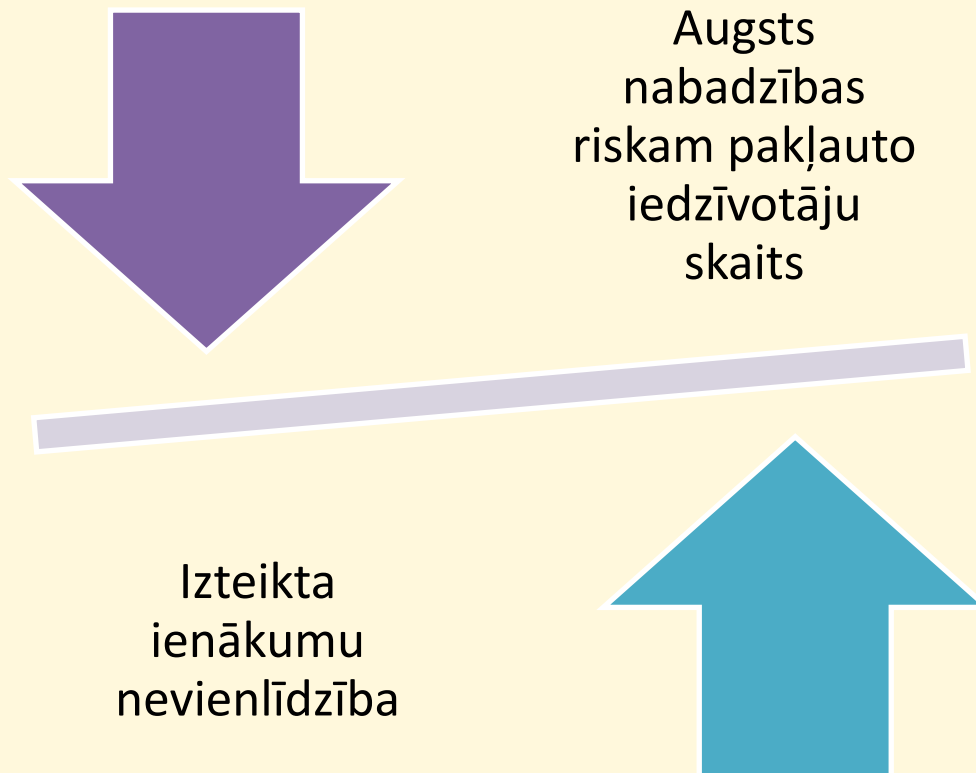 Augsts
nabadzības
riskam pakļauto
iedzīvotāju
skaits
Izteikta
ienākumu
nevienlīdzība